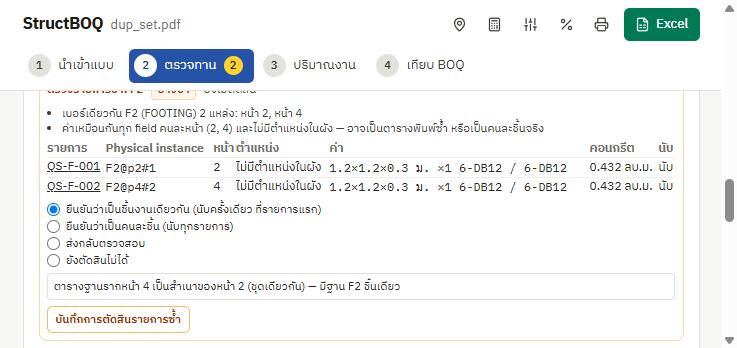 StructBOQ dup_set.pdf Excel
1 นำเข้าแบบ 2 ตรวจทาน 2 3 ปริมาณงาน 4 เทียบ BOQ
เบอร์เดียวกัน F2 (FOOTING) 2 แหล่ง: หน้า 2, หน้า 4
ค่าเหมือนกันทุก field คนละหน้า (2, 4) และไม่มีตำแหน่งในผัง — อาจเป็นตารางพิมพ์ซ้ำ หรือเป็นคนละชิ้นจริง
รายการ Physical instance หน้า ตำแหน่ง ค่า คอนกรีต นับ
QS-F-001 F2@p2#1 2 ไม่มีตำแหน่งในผัง 1.2×1.2×0.3 ม. ×1 6-DB12 / 6-DB12 0.432 ลบ.ม. นับ
QS-F-002 F2@p4#2 4 ไม่มีตำแหน่งในผัง 1.2×1.2×0.3 ม. ×1 6-DB12 / 6-DB12 0.432 ลบ.ม. นับ
ยืนยันว่าเป็นชิ้นงานเดียวกัน (นับครั้งเดียว ที่รายการแรก)
ยืนยันว่าเป็นคนละชิ้น (นับทุกรายการ)
ส่งกลับตรวจสอบ
ยังตัดสินไม่ได้
ตารางฐานรากหน้า 4 เป็นสำเนาของหน้า 2 (ชุดเดียวกัน) — มีฐาน F2 ชิ้นเดียว
บันทึกการตัดสินรายการซ้ำ